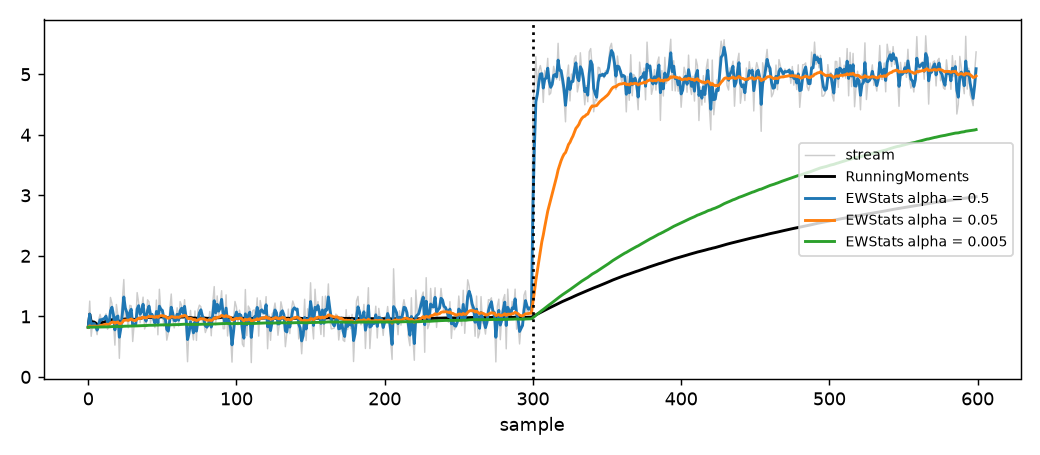 5
4
3
2
1
0
0 100 200 300 400 500 600
sample
stream
RunningMoments
EWStats alpha = 0.5
EWStats alpha = 0.05
EWStats alpha = 0.005